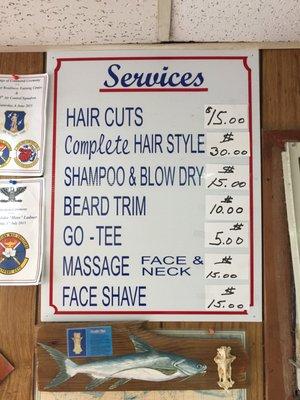 Services
HAIR CUTS $15.00
Complete HAIR STYLE $30.00
SHAMPOO & BLOW DRY $15.00
BEARD TRIM $10.00
GO - TEE $5.00
MASSAGE FACE & NECK $15.00
FACE SHAVE $15.00